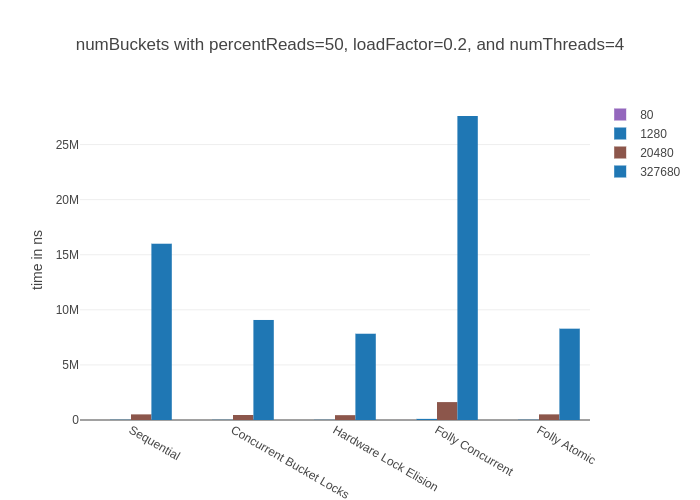 numBuckets with percentReads=50, loadFactor=0.2, and numThreads=4
80
1280
20480
327680
time in ns
25M
20M
15M
10M
5M
0
Sequential
Concurrent Bucket Locks
Hardware Lock Elision
Folly Concurrent
Folly Atomic